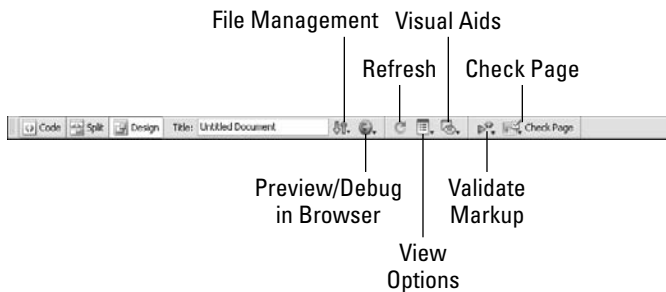 File Management Visual Aids
Refresh Check Page
Code Split Design Title: Untitled Document Check Page
Preview/Debug
in Browser
Validate
Markup
View
Options